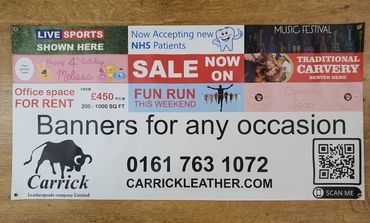 LIVE SPORTS
SHOWN HERE
Now Accepting new
NHS Patients
MUSIC FESTIVAL
Happy 4th birthday
Melissa
SALE NOW
ON
TRADITIONAL
CARVERY
SERVED HERE
Office space
FOR RENT
FROM
£450 P.C.M
200 - 1000 SQ FT
FUN RUN
THIS WEEKEND
Opening
Soon
Banners for any occasion
Carrick
Leathergoods company Limited
0161 763 1072
CARRICKLEATHER.COM
SCAN ME